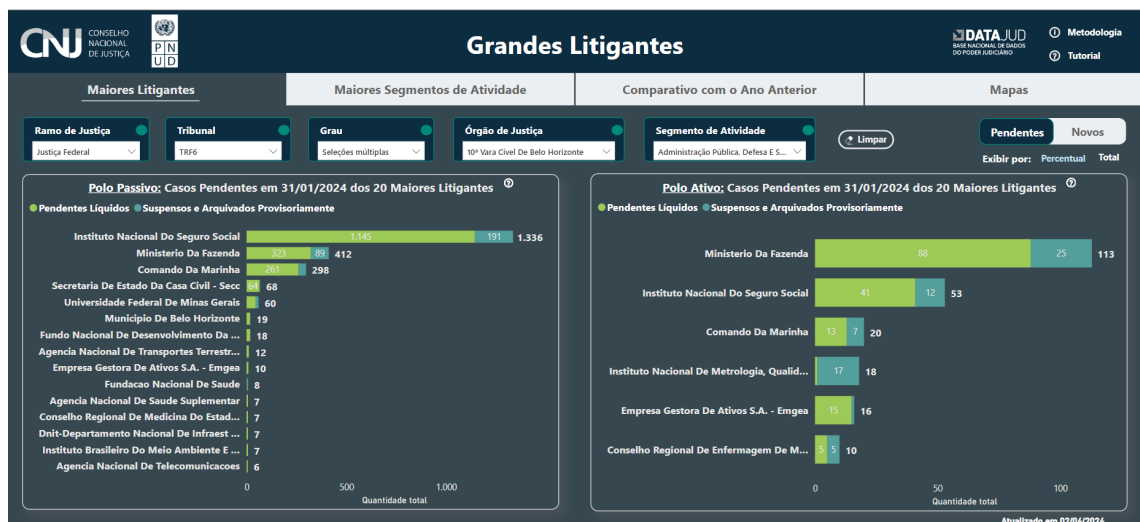 CNJ
CONSELHO
NACIONAL
DE JUSTIÇA
P N
U D
Grandes Litigantes
DATAJUD
BASE NACIONAL DE DADOS
DO PODER JUDICIÁRIO
Metodologia
Tutorial
Maiores Litigantes
Maiores Segmentos de Atividade
Comparativo com o Ano Anterior
Mapas
Ramo de Justiça
Justiça Federal
Tribunal
TRF6
Grau
Seleções múltiplas
Órgão de Justiça
10ª Vara Cível De Belo Horizonte
Segmento de Atividade
Administração Pública, Defesa E S...
Limpar
Pendentes
Novos
Exibir por: Percentual Total
Polo Passivo: Casos Pendentes em 31/01/2024 dos 20 Maiores Litigantes
Pendentes Líquidos Suspensos e Arquivados Provisoriamente
Instituto Nacional Do Seguro Social 1.145 191 1.336
Ministerio Da Fazenda 323 89 412
Comando Da Marinha 261 298
Secretaria De Estado Da Casa Civil - Secc 64 68
Universidade Federal De Minas Gerais 60
Municipio De Belo Horizonte 19
Fundo Nacional De Desenvolvimento Da ... 18
Agencia Nacional De Transportes Terrestr... 12
Empresa Gestora De Ativos S.A. - Emgea 10
Fundacao Nacional De Saude 8
Agencia Nacional De Saude Suplementar 7
Conselho Regional De Medicina Do Estad... 7
Dnit-Departamento Nacional De Infraest ... 7
Instituto Brasileiro Do Meio Ambiente E ... 7
Agencia Nacional De Telecomunicacoes 6
0 500 1.000
Quantidade total
Polo Ativo: Casos Pendentes em 31/01/2024 dos 20 Maiores Litigantes
Pendentes Líquidos Suspensos e Arquivados Provisoriamente
Ministerio Da Fazenda 88 25 113
Instituto Nacional Do Seguro Social 41 12 53
Comando Da Marinha 13 7 20
Instituto Nacional De Metrologia, Qualid... 17 18
Empresa Gestora De Ativos S.A. - Emgea 15 16
Conselho Regional De Enfermagem De M... 5 5 10
0 50 100
Quantidade total
Atualizado em 02/04/2024